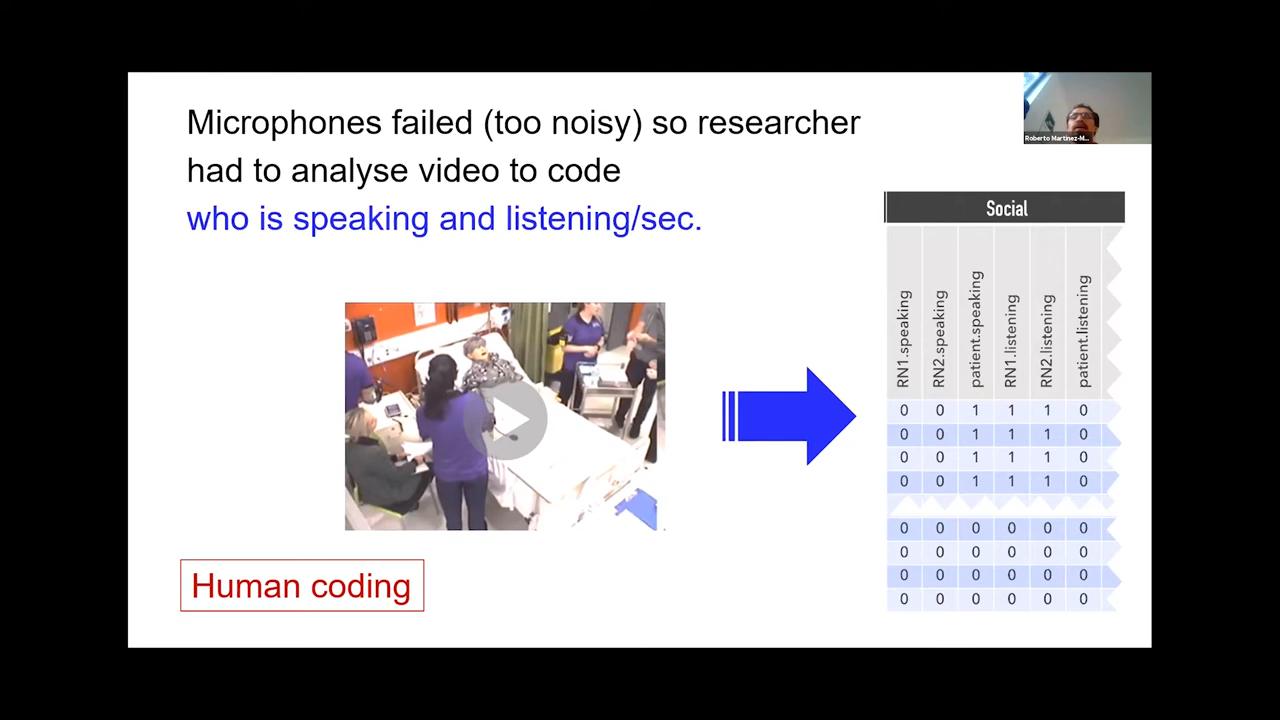 Microphones failed (too noisy) so researcher
had to analyse video to code
who is speaking and listening/sec.
Roberto Martinez-M...
Social
RN1.speaking RN2.speaking patient.speaking RN1.listening RN2.listening patient.listening
0 0 1 1 1 0
0 0 1 1 1 0
0 0 1 1 1 0
0 0 1 1 1 0
0 0 0 0 0 0
0 0 0 0 0 0
0 0 0 0 0 0
0 0 0 0 0 0
Human coding